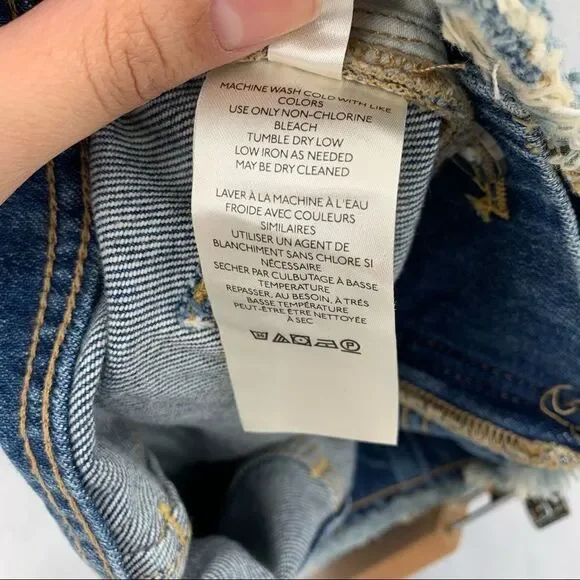 MACHINE WASH COLD WITH LIKE
COLORS
USE ONLY NON-CHLORINE
BLEACH
TUMBLE DRY LOW
LOW IRON AS NEEDED
MAY BE DRY CLEANED
LAVER À LA MACHINE À L'EAU
FROIDE AVEC COULEURS
SIMILAIRES
UTILISER UN AGENT DE
BLANCHIMENT SANS CHLORE SI
NÉCESSAIRE
SECHER PAR CULBUTAGE À BASSE
TEMPERATURE
REPASSER, AU BESOIN, À TRÉS
BASSE TEMPÉRATURE
PEUT-ÊTRE ÊTRE NETTOYÉE
À SEC
P